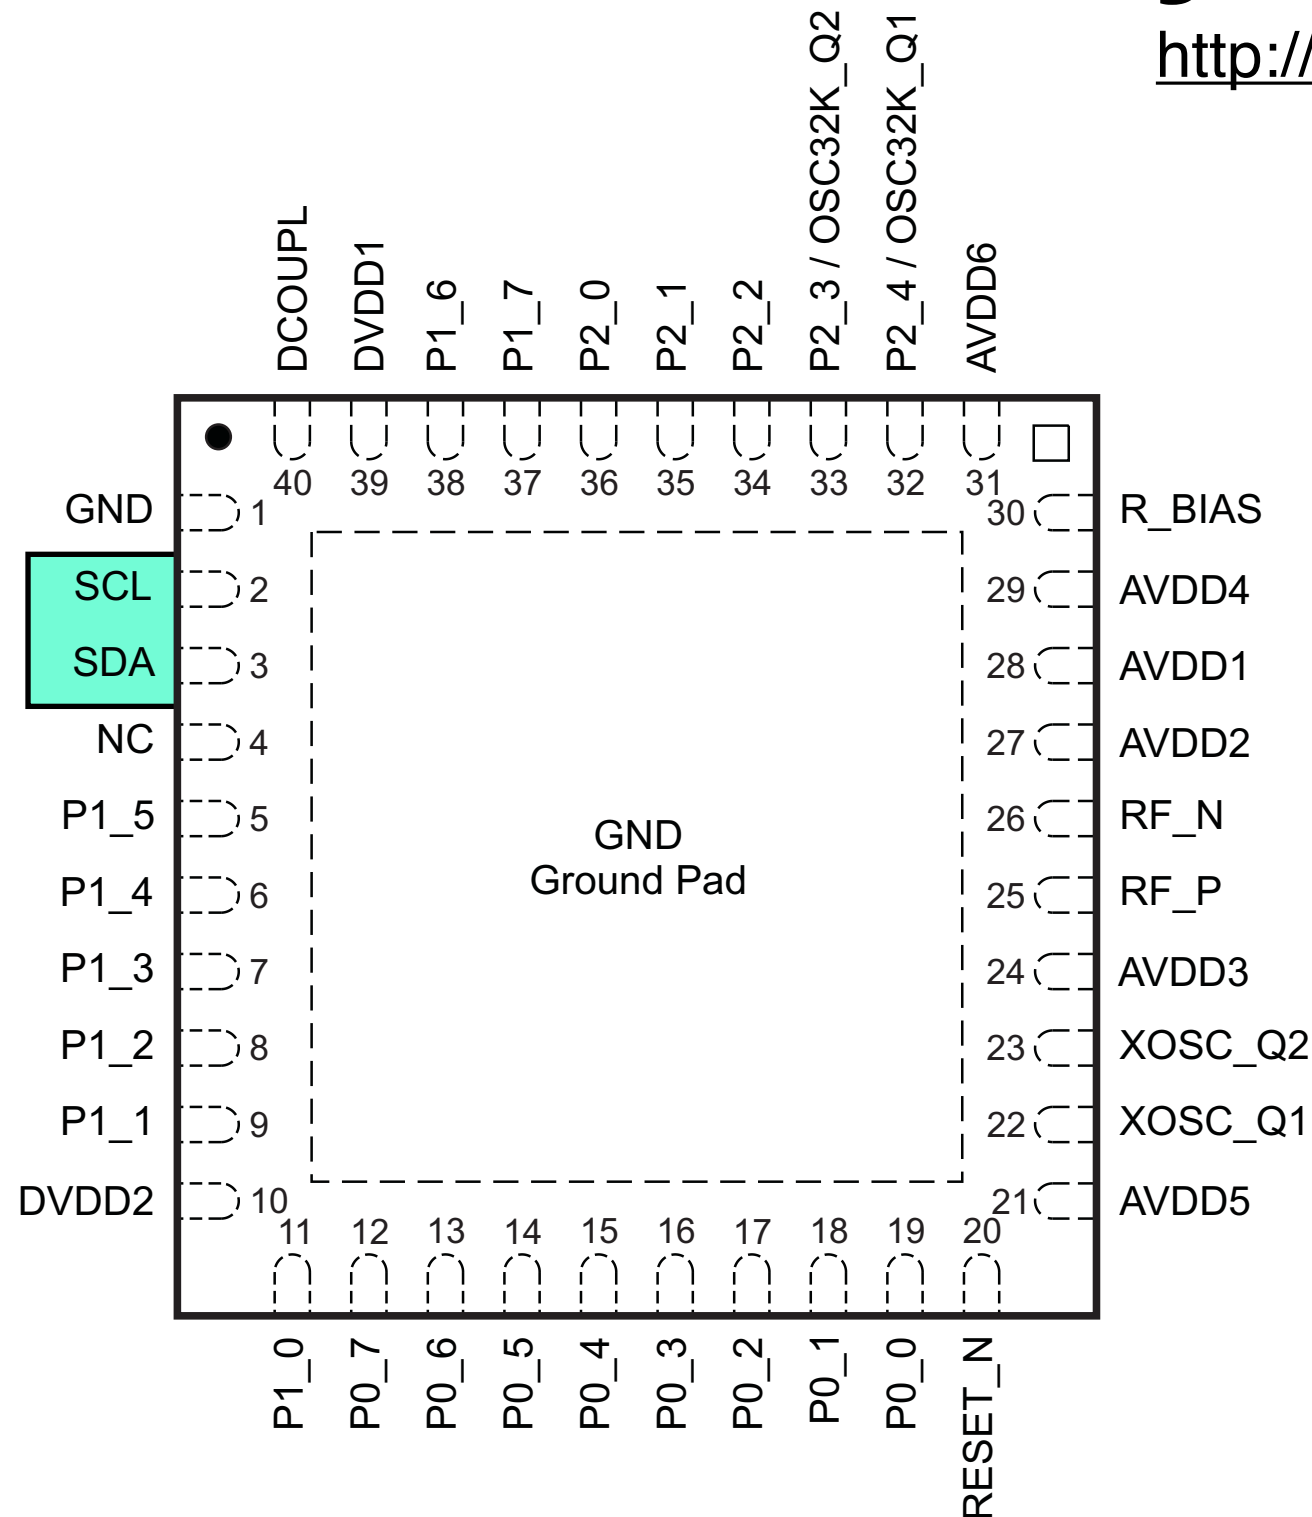 http://
P2_3 / OSC32K_Q2
P2_4 / OSC32K_Q1
DCOUPL
DVDD1
P1_6
P1_7
P2_0
P2_1
P2_2
AVDD6
40 39 38 37 36 35 34 33 32 31
GND 1 30 R_BIAS
SCL 2 29 AVDD4
SDA 3 28 AVDD1
NC 4 27 AVDD2
P1_5 5 26 RF_N
GND
Ground Pad
P1_4 6 25 RF_P
P1_3 7 24 AVDD3
P1_2 8 23 XOSC_Q2
P1_1 9 22 XOSC_Q1
DVDD2 10 21 AVDD5
11 12 13 14 15 16 17 18 19 20
P1_0
P0_7
P0_6
P0_5
P0_4
P0_3
P0_2
P0_1
P0_0
RESET_N